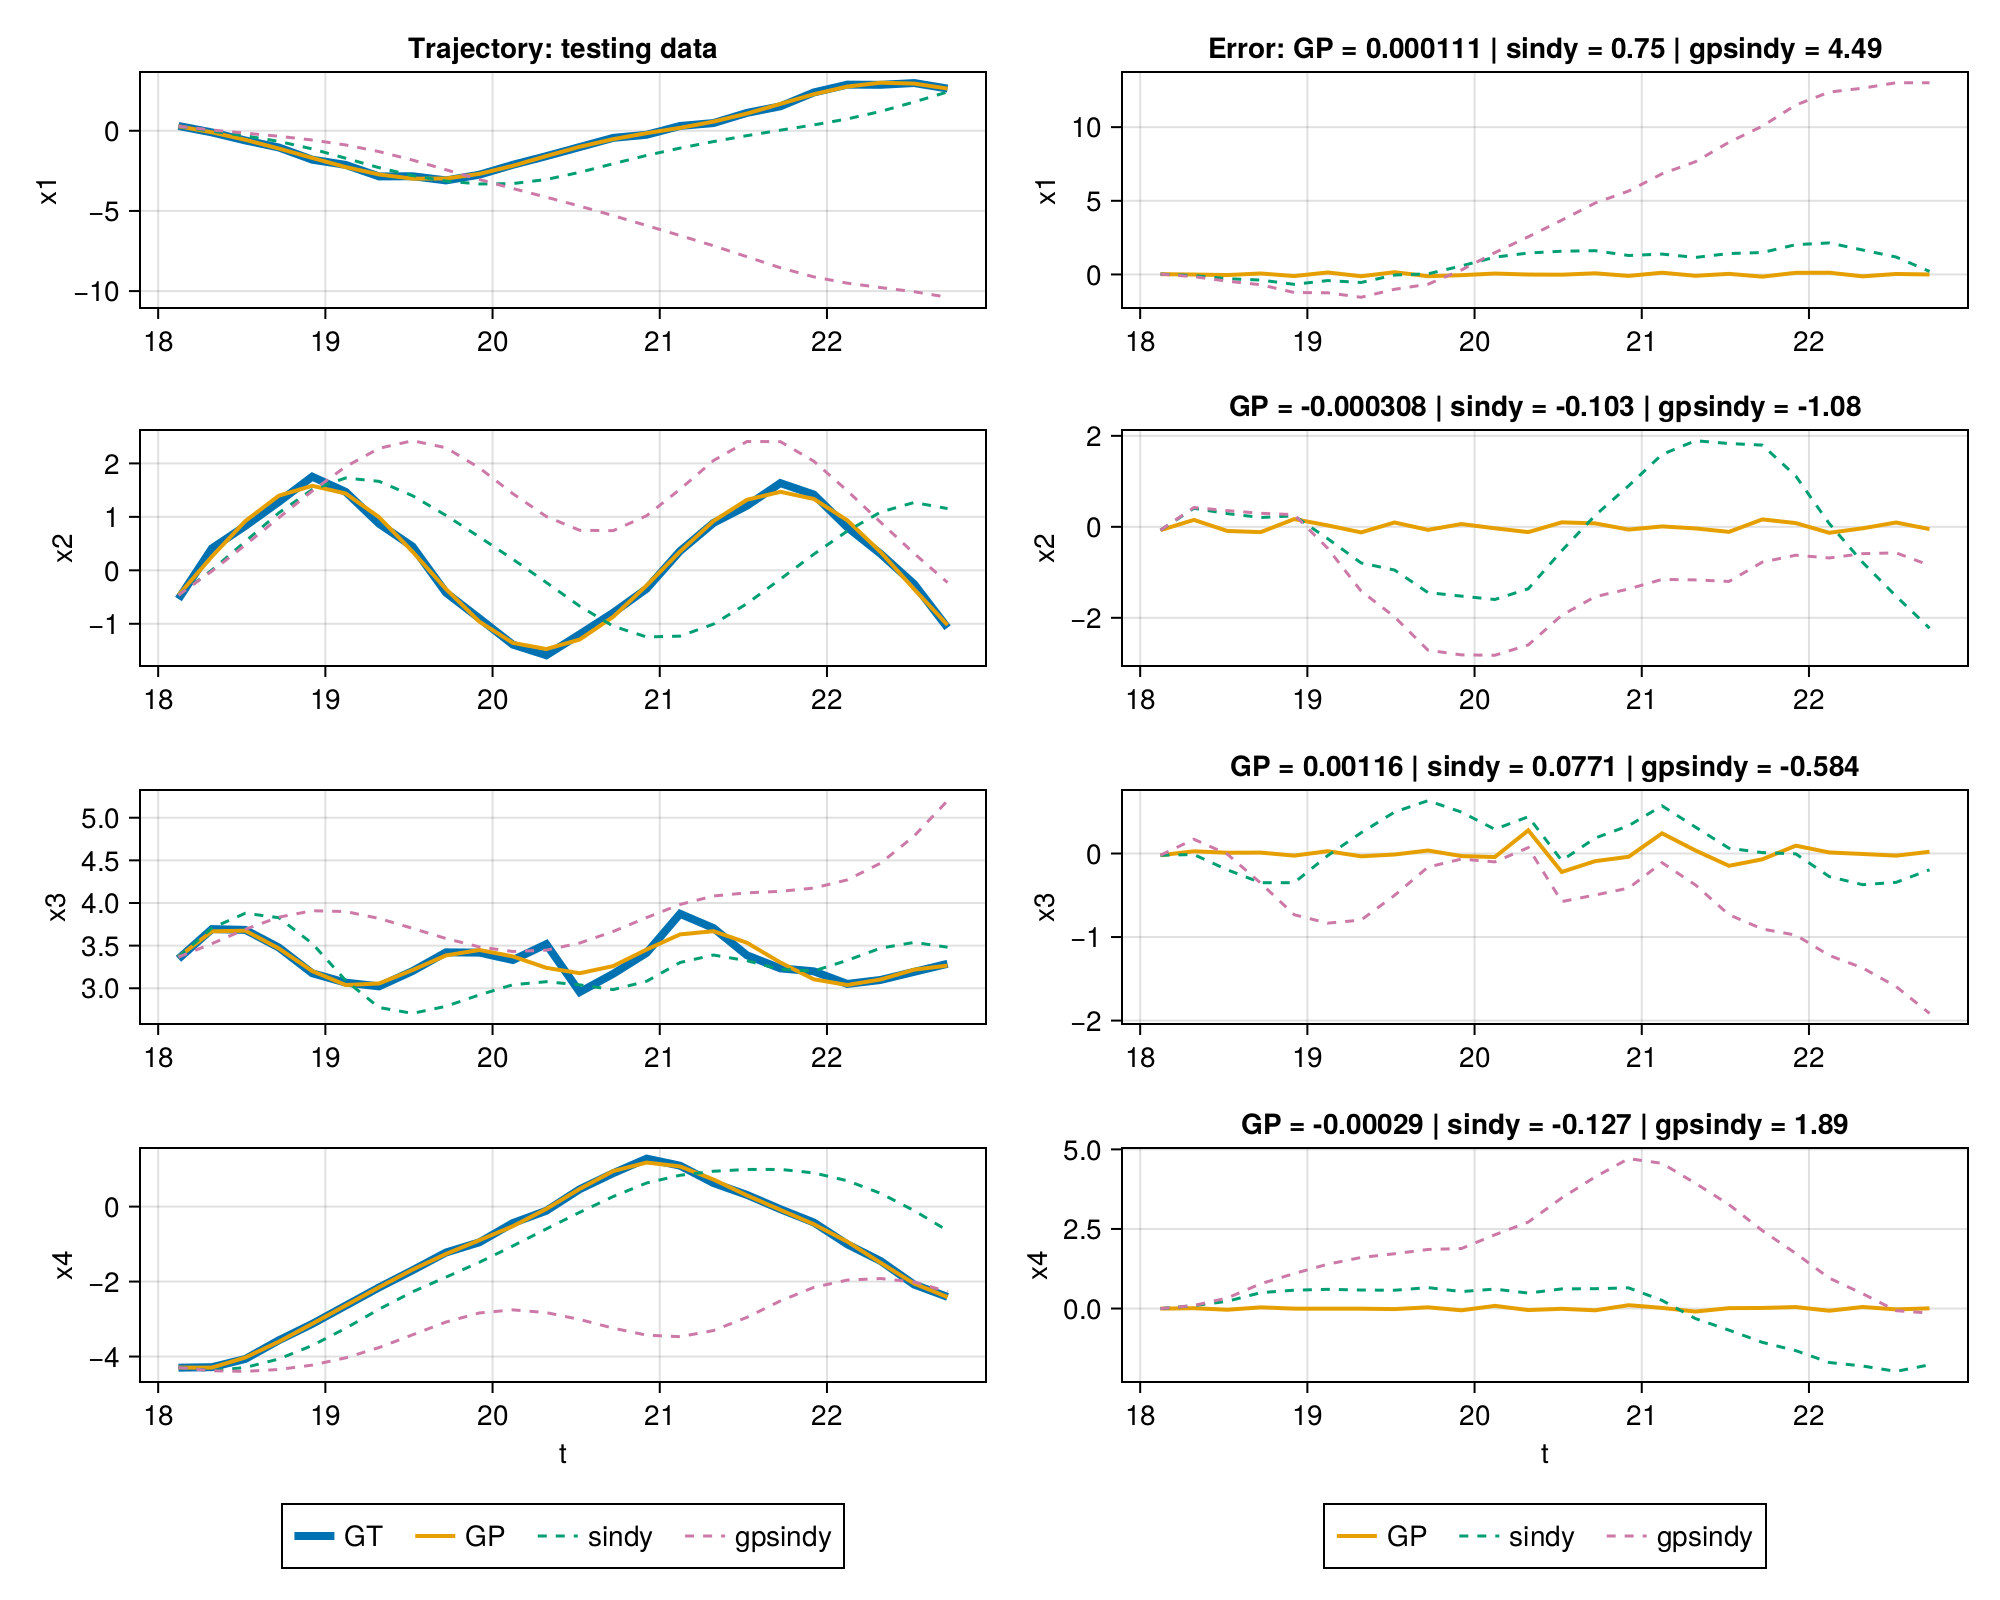 Trajectory: testing data
x1
0
−5
−10
18 19 20 21 22
Error: GP = 0.000111 | sindy = 0.75 | gpsindy = 4.49
x1
10
5
0
18 19 20 21 22
x2
2
1
0
−1
18 19 20 21 22
GP = -0.000308 | sindy = -0.103 | gpsindy = -1.08
x2
2
0
−2
18 19 20 21 22
x3
5.0
4.5
4.0
3.5
3.0
18 19 20 21 22
GP = 0.00116 | sindy = 0.0771 | gpsindy = -0.584
x3
0
−1
−2
18 19 20 21 22
x4
0
−2
−4
18 19 20 21 22
t
GP = -0.00029 | sindy = -0.127 | gpsindy = 1.89
x4
5.0
2.5
0.0
18 19 20 21 22
t
GT GP sindy gpsindy
GP sindy gpsindy